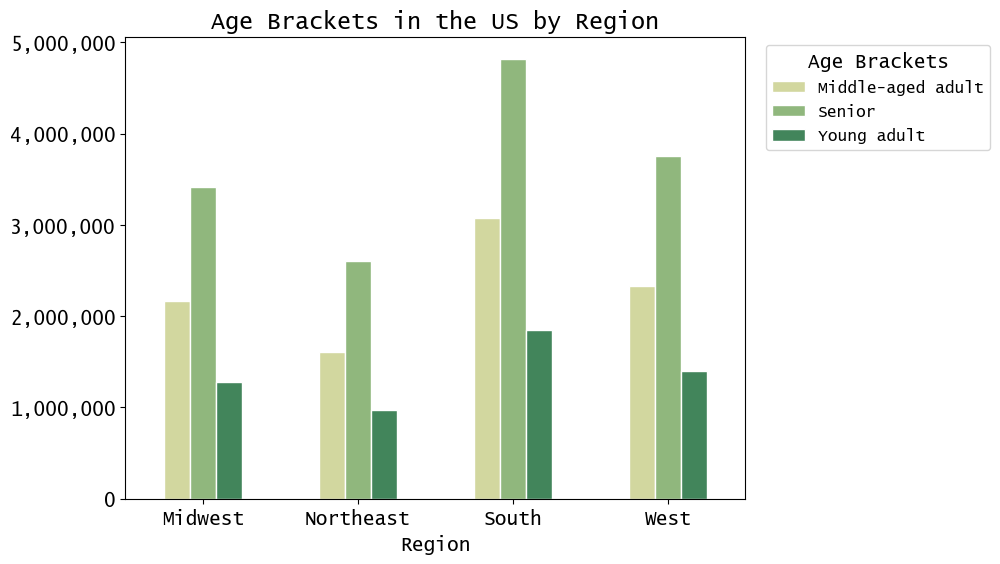 Age Brackets in the US by Region
5,000,000
4,000,000
3,000,000
2,000,000
1,000,000
0
Midwest
Northeast
South
West
Region
Age Brackets
Middle-aged adult
Senior
Young adult